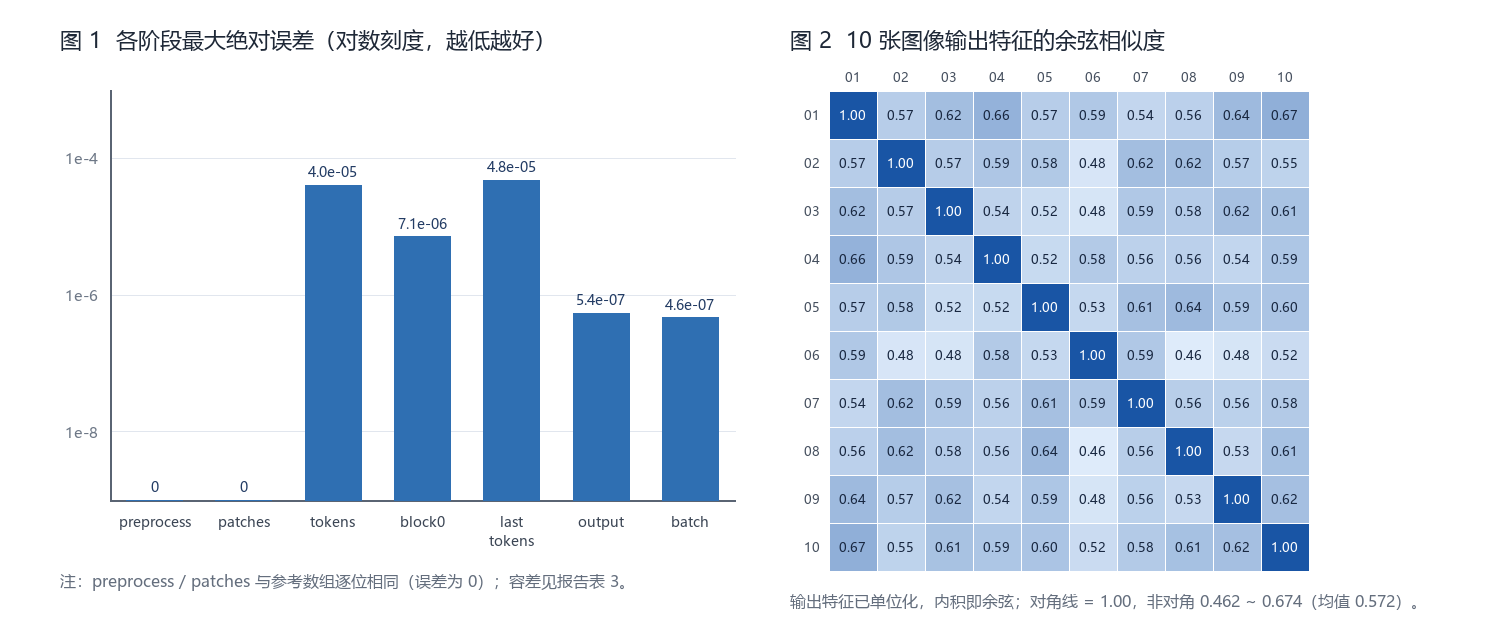 图 1 各阶段最大绝对误差（对数刻度，越低越好）
1e-4
1e-6
1e-8
0
0
4.0e-05
7.1e-06
4.8e-05
5.4e-07
4.6e-07
preprocess
patches
tokens
block0
last
tokens
output
batch
注：preprocess / patches 与参考数组逐位相同（误差为 0）；容差见报告表 3。
图 2 10 张图像输出特征的余弦相似度
01 02 03 04 05 06 07 08 09 10
01 1.00 0.57 0.62 0.66 0.57 0.59 0.54 0.56 0.64 0.67
02 0.57 1.00 0.57 0.59 0.58 0.48 0.62 0.62 0.57 0.55
03 0.62 0.57 1.00 0.54 0.52 0.48 0.59 0.58 0.62 0.61
04 0.66 0.59 0.54 1.00 0.52 0.58 0.56 0.56 0.54 0.59
05 0.57 0.58 0.52 0.52 1.00 0.53 0.61 0.64 0.59 0.60
06 0.59 0.48 0.48 0.58 0.53 1.00 0.59 0.46 0.48 0.52
07 0.54 0.62 0.59 0.56 0.61 0.59 1.00 0.56 0.56 0.58
08 0.56 0.62 0.58 0.56 0.64 0.46 0.56 1.00 0.53 0.61
09 0.64 0.57 0.62 0.54 0.59 0.48 0.56 0.53 1.00 0.62
10 0.67 0.55 0.61 0.59 0.60 0.52 0.58 0.61 0.62 1.00
输出特征已单位化，内积即余弦；对角线 = 1.00，非对角 0.462 ~ 0.674（均值 0.572）。